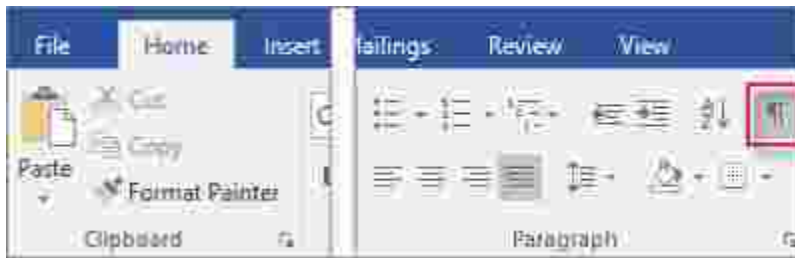 File Home Insert Mailings Review View
Cut
Copy
Paste
Format Painter
Clipboard Paragraph